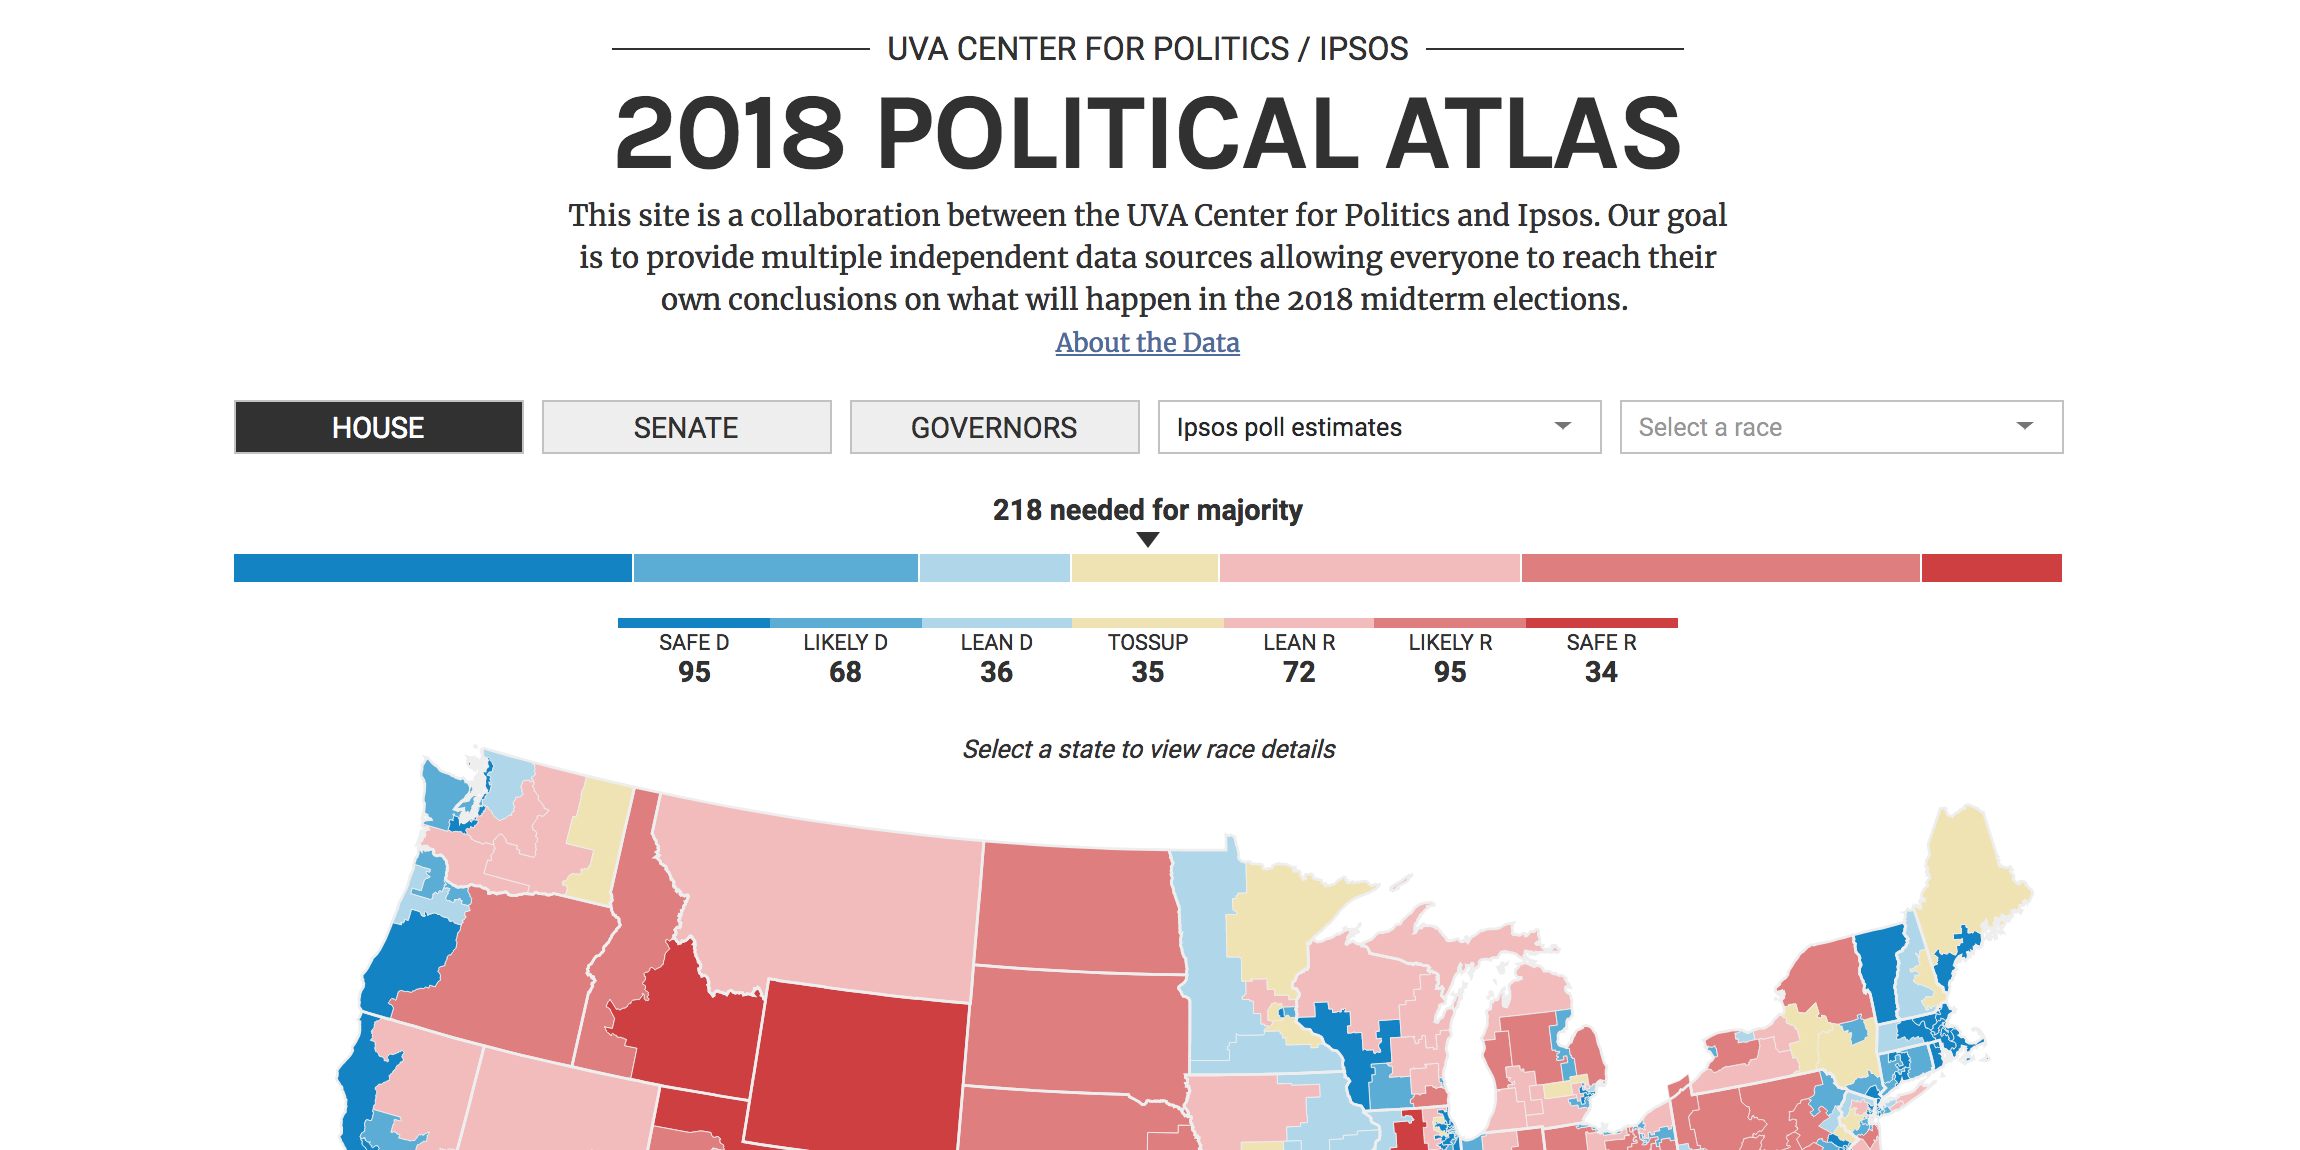 UVA CENTER FOR POLITICS / IPSOS
2018 POLITICAL ATLAS
This site is a collaboration between the UVA Center for Politics and Ipsos. Our goal
is to provide multiple independent data sources allowing everyone to reach their
own conclusions on what will happen in the 2018 midterm elections.
About the Data
HOUSE SENATE GOVERNORS Ipsos poll estimates Select a race
218 needed for majority
SAFE D LIKELY D LEAN D TOSSUP LEAN R LIKELY R SAFE R
95 68 36 35 72 95 34
Select a state to view race details